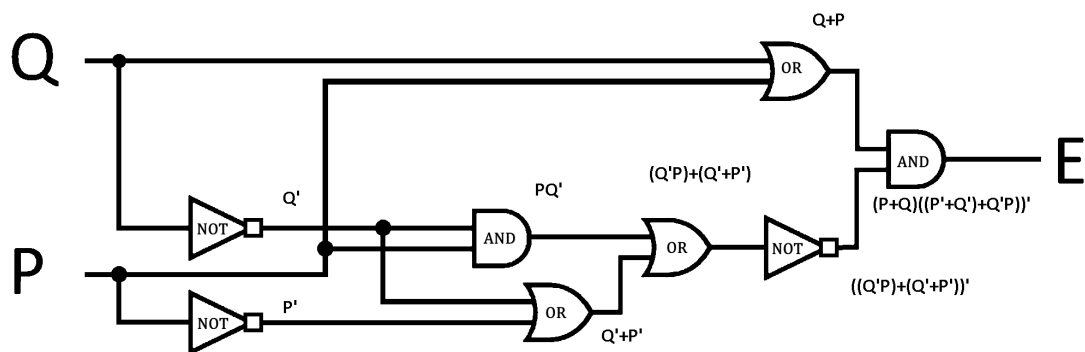 Q+P
Q
OR
E
AND
(Q'P)+(Q'+P')
(P+Q)((P'+Q')+Q'P))'
Q'
PQ'
NOT
AND
OR
NOT
P
((Q'P)+(Q'+P'))'
P'
NOT
OR
Q'+P'